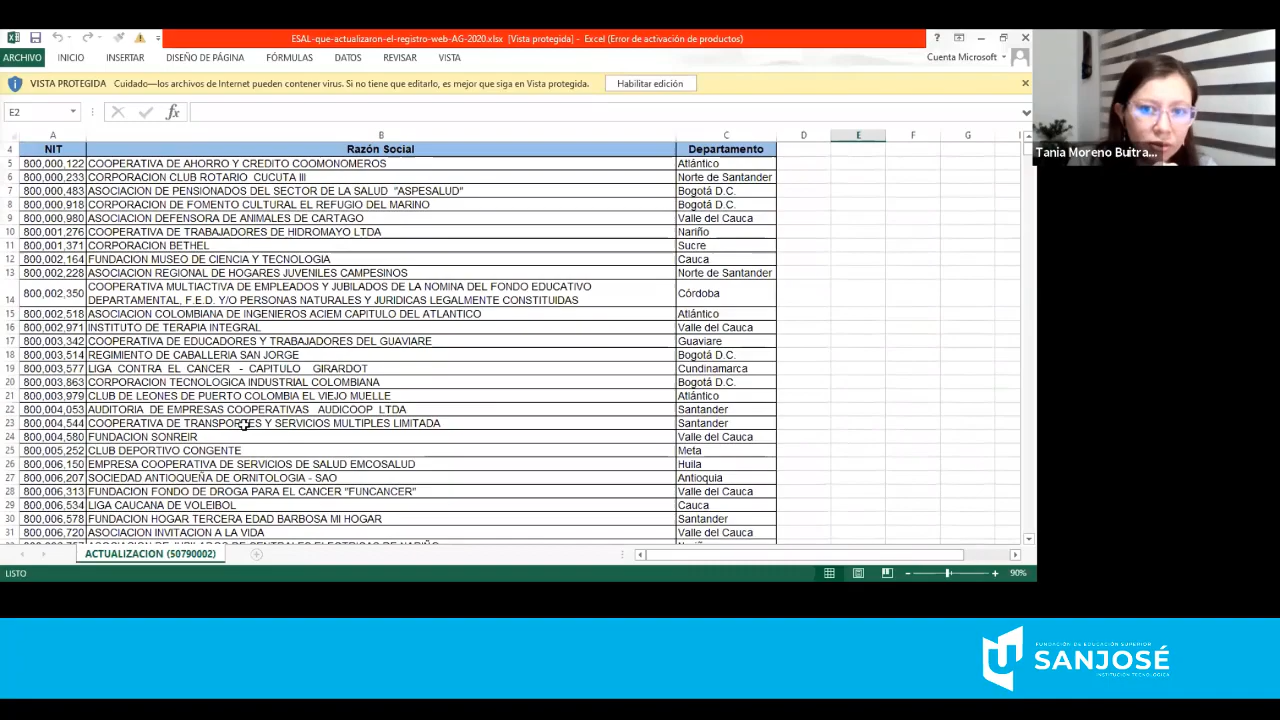 ESAL-que-actualizaron-el-registro-web-AG-2020.xlsx [Vista protegida] - Excel (Error de activación de productos)
ARCHIVO INICIO INSERTAR DISEÑO DE PÁGINA FÓRMULAS DATOS REVISAR VISTA Cuenta Microsoft
VISTA PROTEGIDA Cuidado—los archivos de Internet pueden contener virus. Si no tiene que editarlo, es mejor que siga en Vista protegida. Habilitar edición
E2 fx
A B C D E F G H
4 NIT Razón Social Departamento
5 800,000,122 COOPERATIVA DE AHORRO Y CREDITO COOMONOMEROS Atlántico
6 800,000,233 CORPORACION CLUB ROTARIO CUCUTA III Norte de Santander
7 800,000,483 ASOCIACION DE PENSIONADOS DEL SECTOR DE LA SALUD "ASPESALUD" Bogotá D.C.
8 800,000,918 CORPORACION DE FOMENTO CULTURAL EL REFUGIO DEL MARINO Bogotá D.C.
9 800,000,980 ASOCIACION DEFENSORA DE ANIMALES DE CARTAGO Valle del Cauca
10 800,001,276 COOPERATIVA DE TRABAJADORES DE HIDROMAYO LTDA Nariño
11 800,001,371 CORPORACION BETHEL Sucre
12 800,002,164 FUNDACION MUSEO DE CIENCIA Y TECNOLOGIA Cauca
13 800,002,228 ASOCIACION REGIONAL DE HOGARES JUVENILES CAMPESINOS Norte de Santander
14 800,002,350 COOPERATIVA MULTIACTIVA DE EMPLEADOS Y JUBILADOS DE LA NOMINA DEL FONDO EDUCATIVO
DEPARTAMENTAL, F.E.D. Y/O PERSONAS NATURALES Y JURIDICAS LEGALMENTE CONSTITUIDAS Córdoba
15 800,002,518 ASOCIACION COLOMBIANA DE INGENIEROS ACIEM CAPITULO DEL ATLANTICO Atlántico
16 800,002,971 INSTITUTO DE TERAPIA INTEGRAL Valle del Cauca
17 800,003,342 COOPERATIVA DE EDUCADORES Y TRABAJADORES DEL GUAVIARE Guaviare
18 800,003,514 REGIMIENTO DE CABALLERIA SAN JORGE Bogotá D.C.
19 800,003,577 LIGA CONTRA EL CANCER - CAPITULO GIRARDOT Cundinamarca
20 800,003,863 CORPORACION TECNOLOGICA INDUSTRIAL COLOMBIANA Bogotá D.C.
21 800,003,979 CLUB DE LEONES DE PUERTO COLOMBIA EL VIEJO MUELLE Atlántico
22 800,004,053 AUDITORIA DE EMPRESAS COOPERATIVAS AUDICOOP LTDA Santander
23 800,004,544 COOPERATIVA DE TRANSPORTES Y SERVICIOS MULTIPLES LIMITADA Santander
24 800,004,580 FUNDACION SONREIR Valle del Cauca
25 800,005,252 CLUB DEPORTIVO CONGENTE Meta
26 800,006,150 EMPRESA COOPERATIVA DE SERVICIOS DE SALUD EMCOSALUD Huila
27 800,006,207 SOCIEDAD ANTIOQUEÑA DE ORNITOLOGIA - SAO Antioquia
28 800,006,313 FUNDACION FONDO DE DROGA PARA EL CANCER "FUNCANCER" Valle del Cauca
29 800,006,534 LIGA CAUCANA DE VOLEIBOL Cauca
30 800,006,578 FUNDACION HOGAR TERCERA EDAD BARBOSA MI HOGAR Santander
31 800,006,720 ASOCIACION INVITACION A LA VIDA Valle del Cauca
ACTUALIZACION (50790002)
LISTO 90%
Tania Moreno Buitra...
FUNDACIÓN DE EDUCACIÓN SUPERIOR
SANJOSÉ
INSTITUCIÓN TECNOLÓGICA